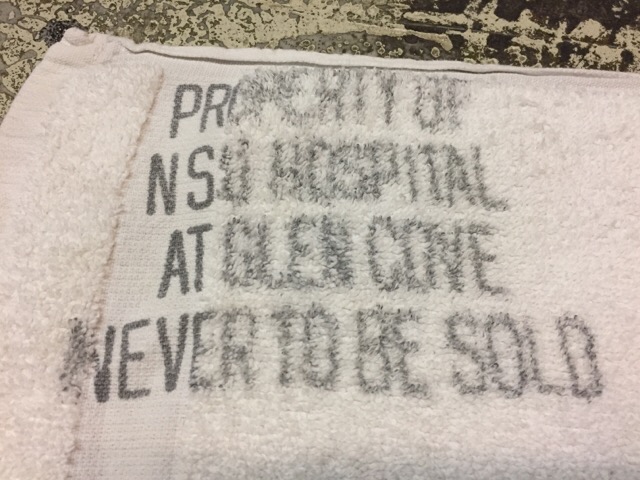 PROPERTY OF
NSU HOSPITAL
AT GLEN COVE
NEVER TO BE SOLD